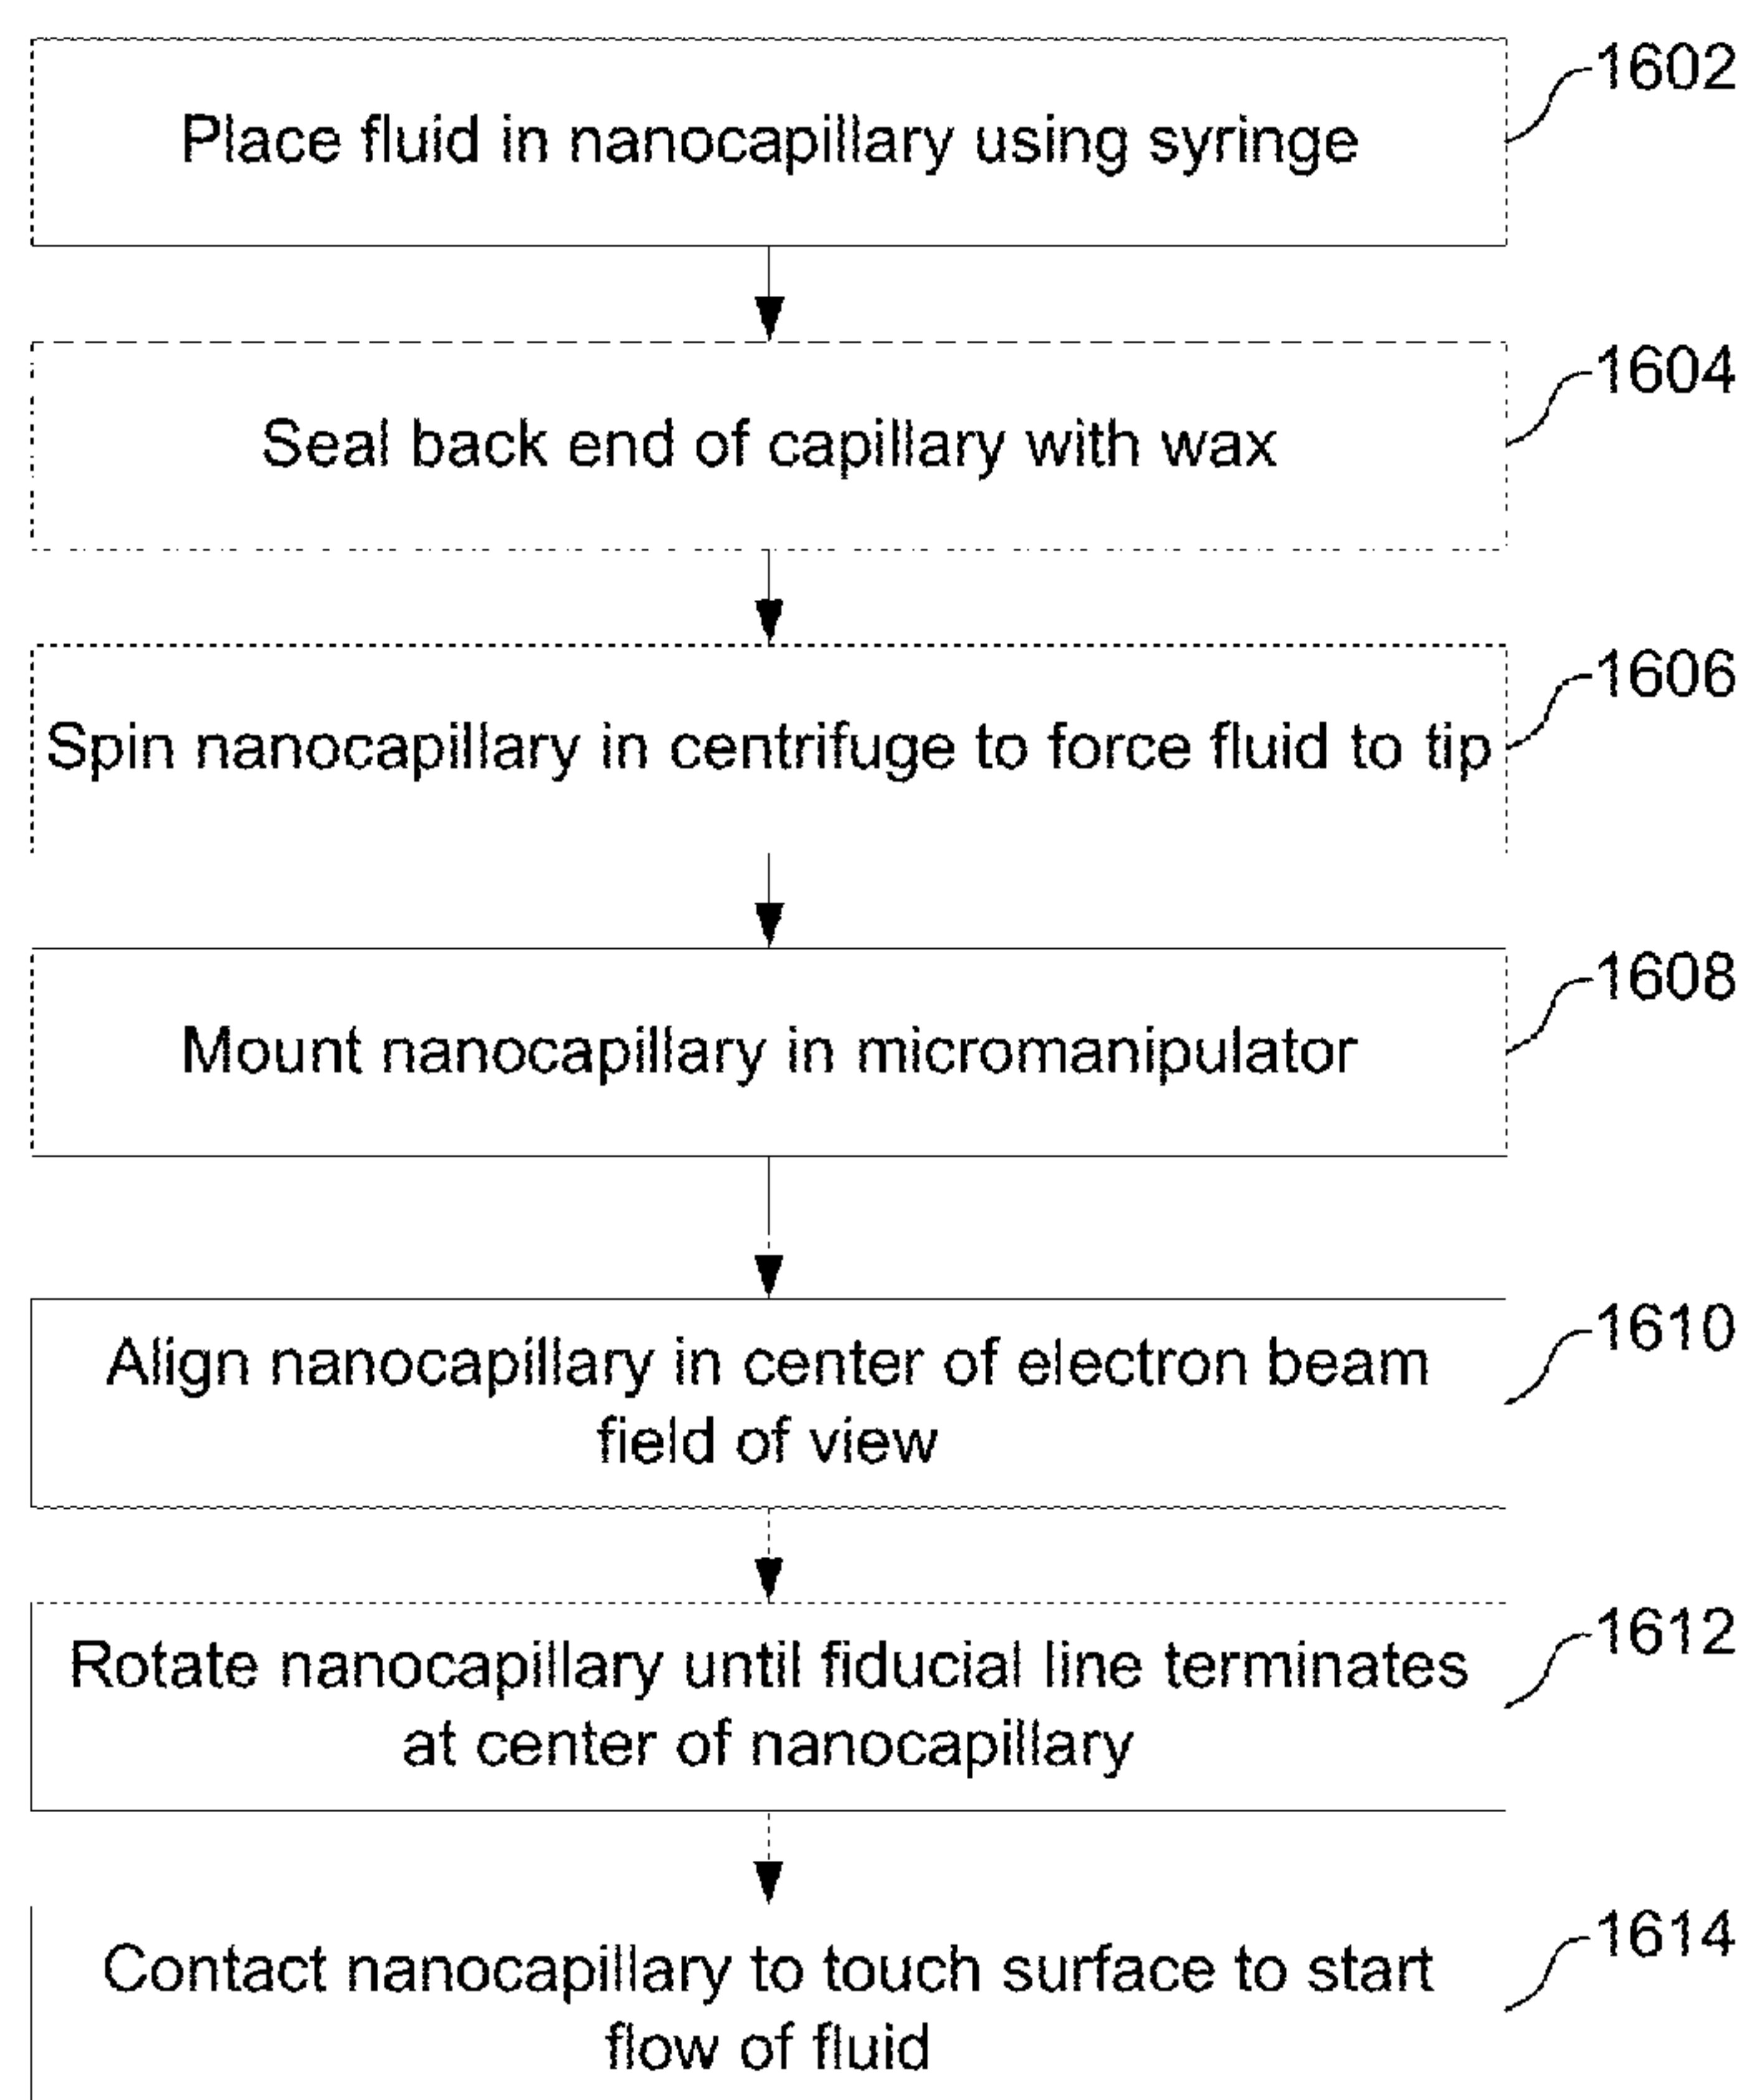 Place fluid in nanocapillary using syringe
1602
Seal back end of capillary with wax
1604
Spin nanocapillary in centrifuge to force fluid to tip
1606
Mount nanocapillary in micromanipulator
1608
Align nanocapillary in center of electron beam
field of view
1610
Rotate nanocapillary until fiducial line terminates
at center of nanocapillary
1612
Contact nanocapillary to touch surface to start
flow of fluid
1614